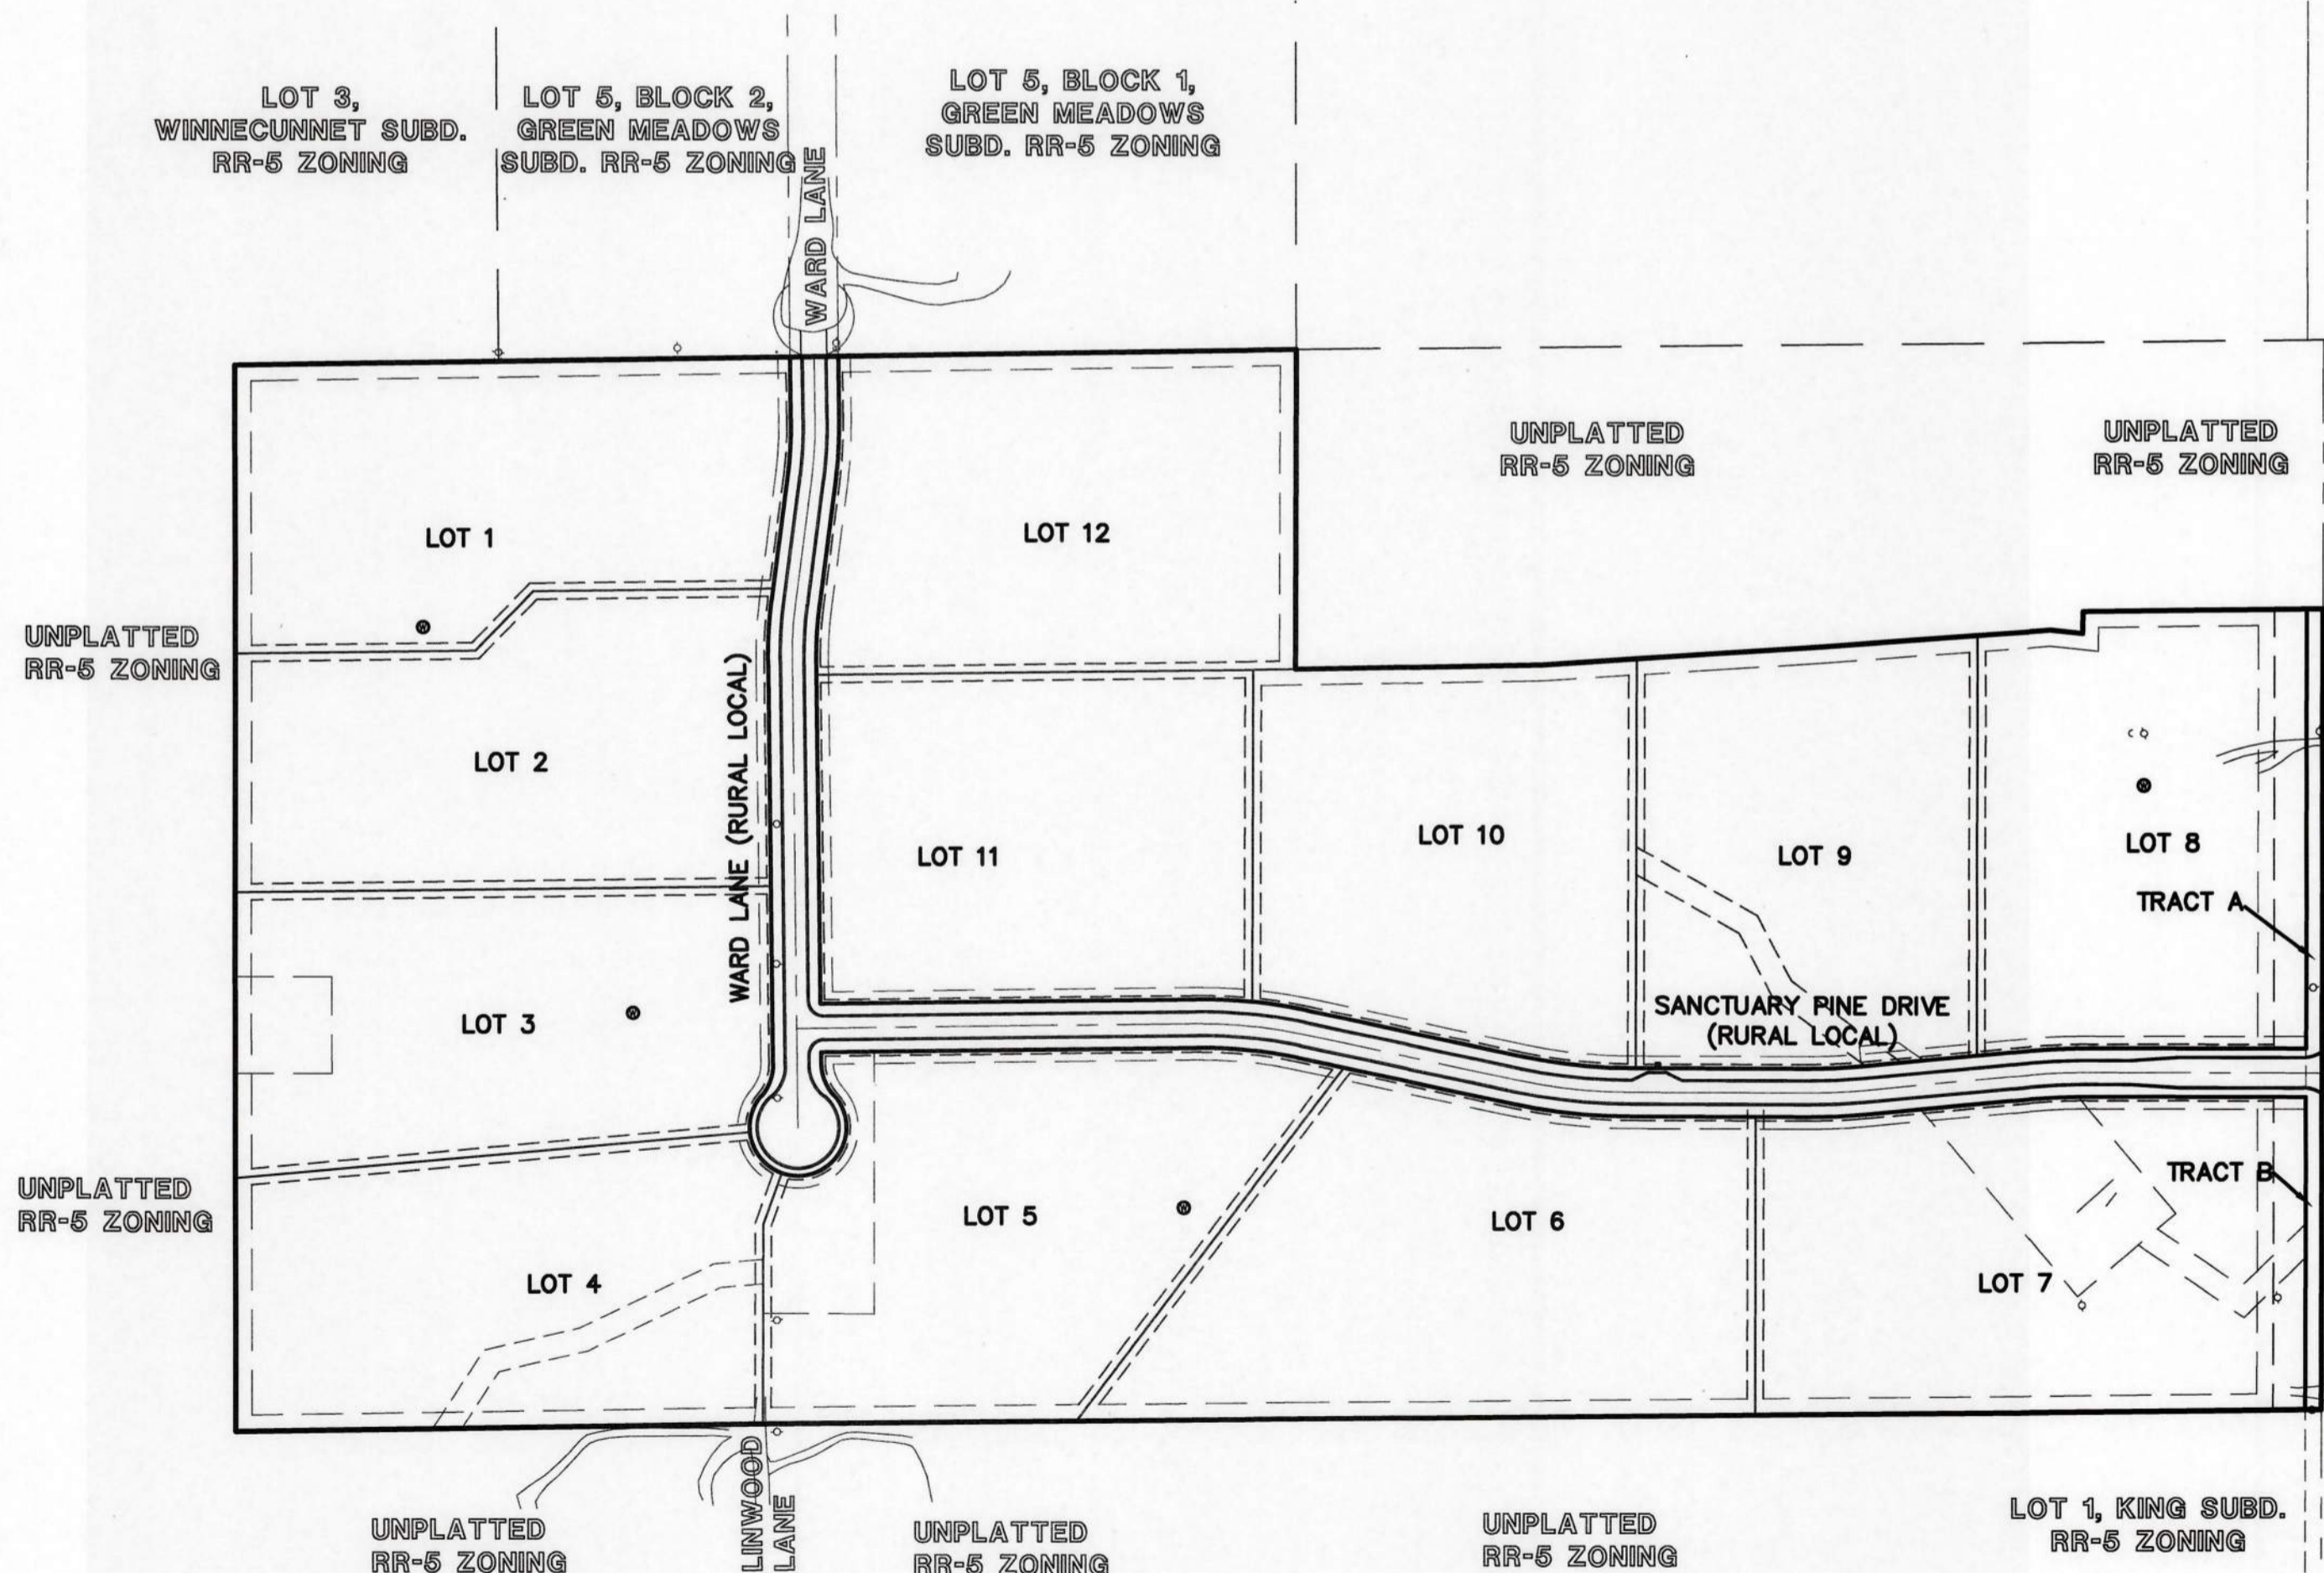 LOT 3,
WINNECUNNET SUBD.
RR-5 ZONING
LOT 5, BLOCK 2,
GREEN MEADOWS
SUBD. RR-5 ZONING
LOT 5, BLOCK 1,
GREEN MEADOWS
SUBD. RR-5 ZONING
WARD LANE
UNPLATTED
RR-5 ZONING
UNPLATTED
RR-5 ZONING
LOT 1
LOT 12
UNPLATTED
RR-5 ZONING
LOT 2
WARD LANE (RURAL LOCAL)
LOT 11
LOT 10
LOT 9
LOT 8
TRACT A
LOT 3
SANCTUARY PINE DRIVE
(RURAL LOCAL)
UNPLATTED
RR-5 ZONING
LOT 4
LOT 5
LOT 6
LOT 7
TRACT B
LINWOOD
LANE
UNPLATTED
RR-5 ZONING
UNPLATTED
RR-5 ZONING
UNPLATTED
RR-5 ZONING
LOT 1, KING SUBD.
RR-5 ZONING